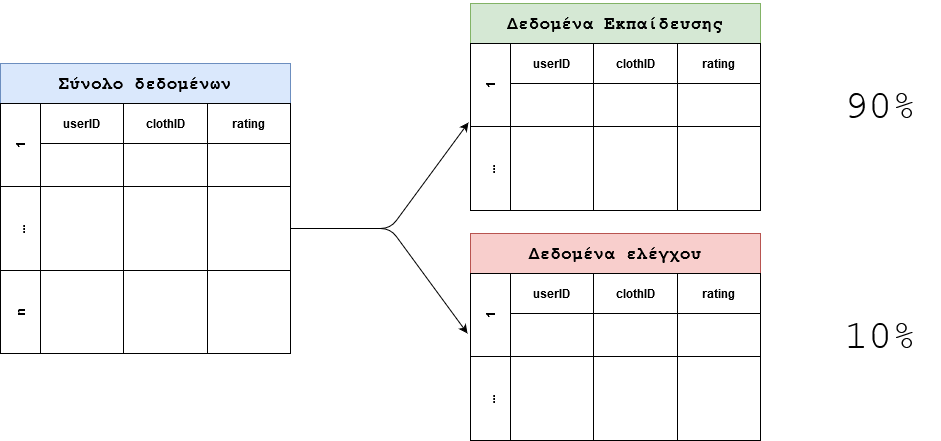 Σύνολο δεδομένων
userID clothID rating
1
...
n
Δεδομένα Εκπαίδευσης
userID clothID rating
1
...
90%
Δεδομένα ελέγχου
userID clothID rating
1
...
10%